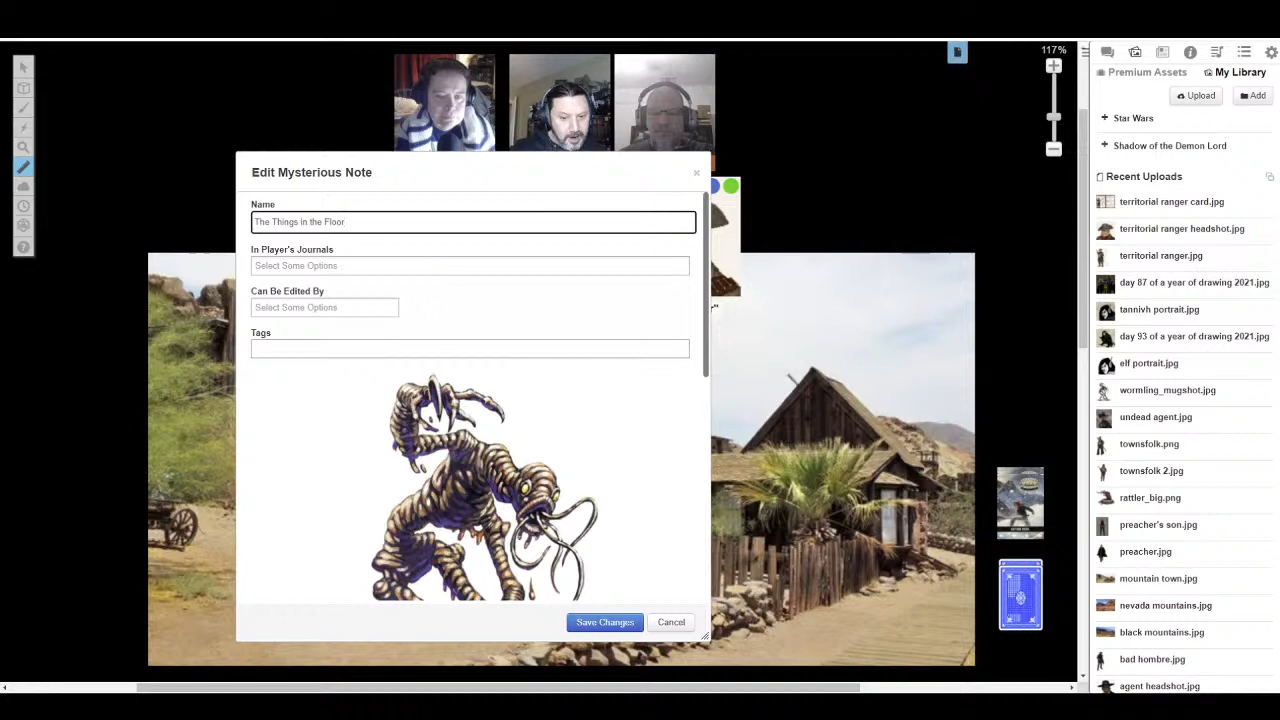 117%
Premium Assets
My Library
Upload
Add
Star Wars
Shadow of the Demon Lord
Recent Uploads
territorial ranger card.jpg
territorial ranger headshot.jpg
territorial ranger.jpg
day 87 of a year of drawing 2021.jpg
tannivh portrait.jpg
day 93 of a year of drawing 2021.jpg
elf portrait.jpg
wormling_mugshot.jpg
undead agent.jpg
townsfolk.png
townsfolk 2.jpg
rattler_big.png
preacher's son.jpg
preacher.jpg
mountain town.jpg
nevada mountains.jpg
black mountains.jpg
bad hombre.jpg
agent headshot.jpg
Edit Mysterious Note
Name
The Things in the Floor
In Player's Journals
Select Some Options
Can Be Edited By
Select Some Options
Tags
r"
Save Changes
Cancel